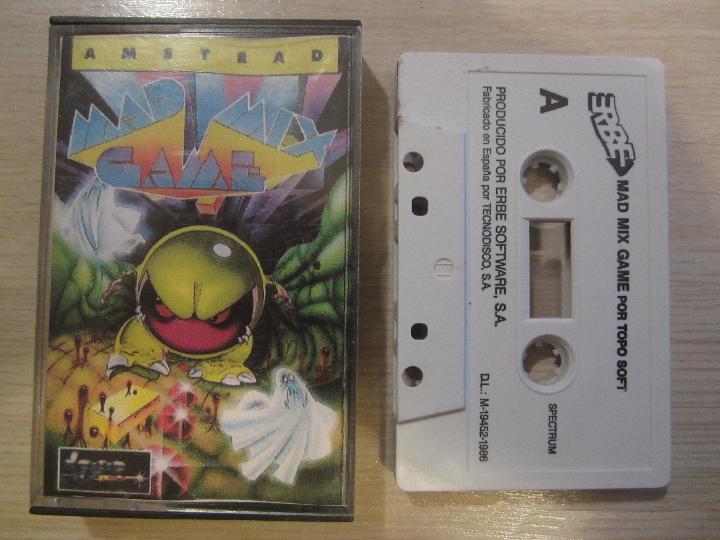 AMSTRAD
MAD MIX
GAME
ERBE
MAD MIX GAME POR TOPO SOFT
A
SPECTRUM
PRODUCIDO POR ERBE SOFTWARE, S.A.
Fabricado en España por TECNODISCO, S.A.
D.L.: M-19452-1986